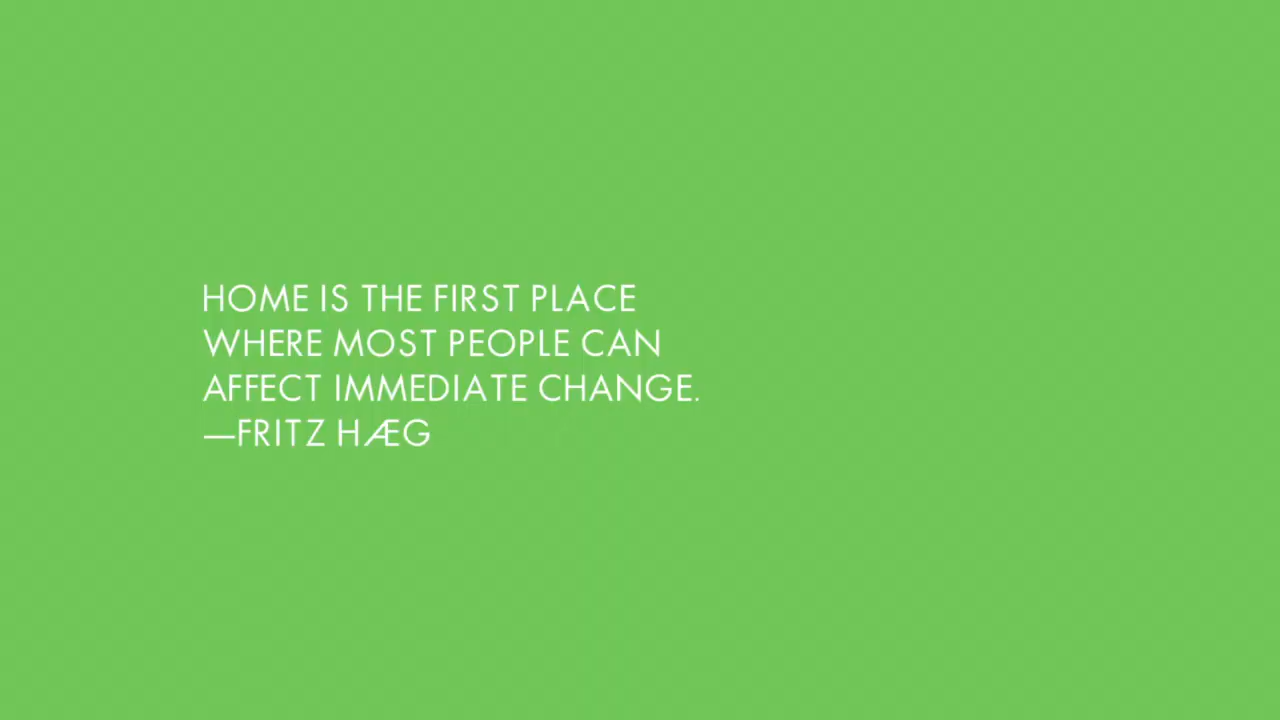 HOME IS THE FIRST PLACE
WHERE MOST PEOPLE CAN
AFFECT IMMEDIATE CHANGE.
—FRITZ HÆG